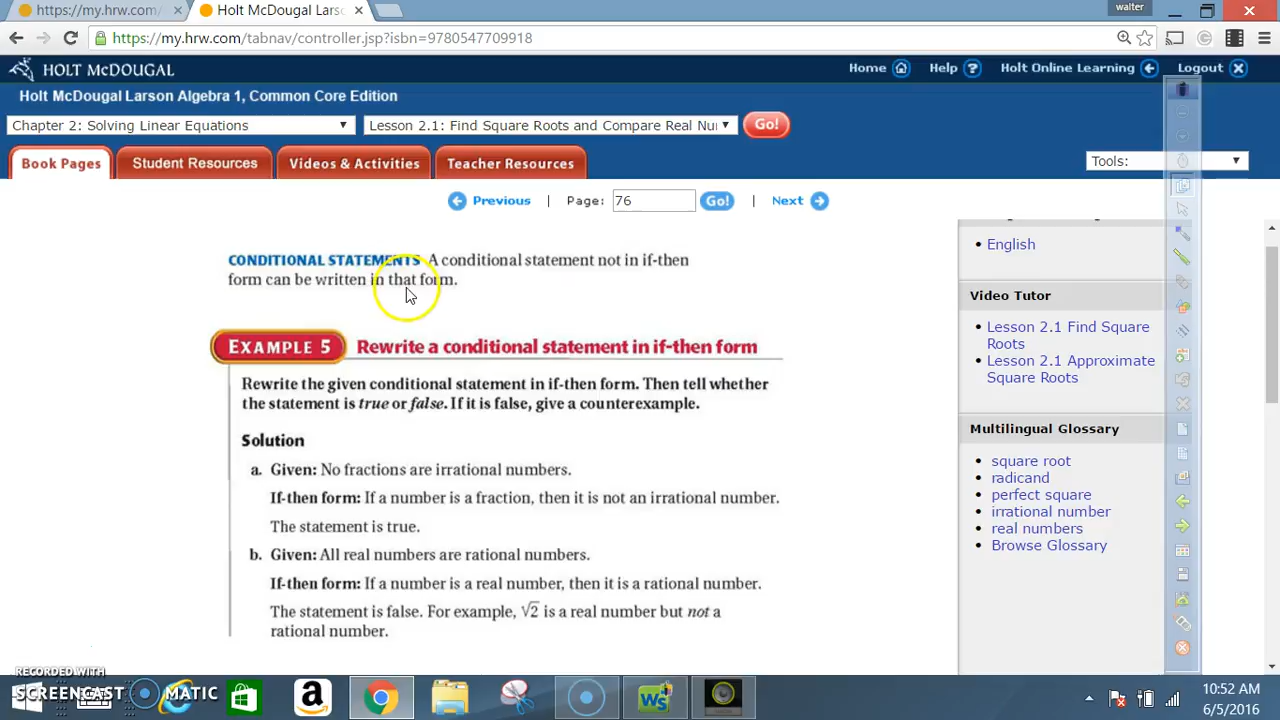 https://my.hrw.com/
Holt McDougal Lars
walter
https://my.hrw.com/tabnav/controller.jsp?isbn=9780547709918
HOLT McDOUGAL
Home
Help ?
Holt Online Learning
Logout
Holt McDougal Larson Algebra 1, Common Core Edition
Chapter 2: Solving Linear Equations
Lesson 2.1: Find Square Roots and Compare Real Nu
Go!
Book Pages
Student Resources
Videos & Activities
Teacher Resources
Tools:
Previous | Page: 76 Go! | Next
CONDITIONAL STATEMENTS A conditional statement not in if-then
form can be written in that form.
EXAMPLE 5 Rewrite a conditional statement in if-then form
Rewrite the given conditional statement in if-then form. Then tell whether
the statement is true or false. If it is false, give a counterexample.
Solution
a. Given: No fractions are irrational numbers.
If-then form: If a number is a fraction, then it is not an irrational number.
The statement is true.
b. Given: All real numbers are rational numbers.
If-then form: If a number is a real number, then it is a rational number.
The statement is false. For example, √2 is a real number but not a
rational number.
• English
Video Tutor
• Lesson 2.1 Find Square
Roots
• Lesson 2.1 Approximate
Square Roots
Multilingual Glossary
• square root
• radicand
• perfect square
• irrational number
• real numbers
• Browse Glossary
RECORDED WITH
SCREENCAST MATIC
a
WS
10:52 AM
6/5/2016